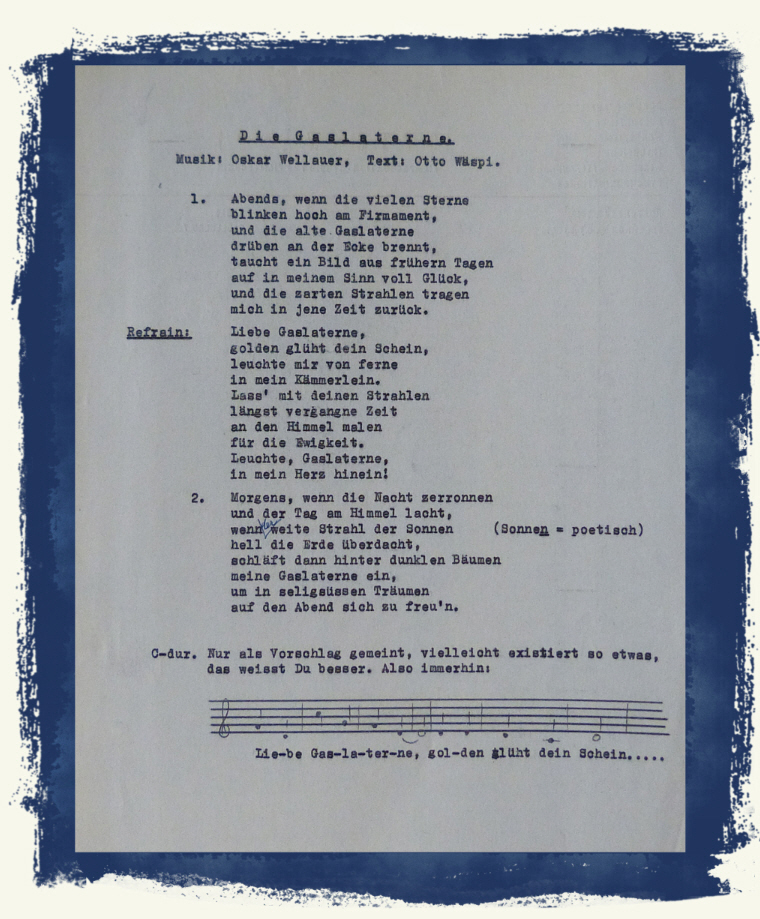 Die Gaslaterne.
Musik: Oskar Wellauer, Text: Otto Wäspi.
1. Abends, wenn die vielen Sterne
blinken hoch am Firmament,
und die alte Gaslaterne
drüben an der Ecke brennt,
taucht ein Bild aus frühern Tagen
auf in meinem Sinn voll Glück,
und die zarten Strahlen tragen
mich in jene Zeit zurück.
Refrain: Liebe Gaslaterne,
golden glüht dein Schein,
leuchte mir von ferne
in mein Kämmerlein.
Lass' mit deinen Strahlen
längst vergangne Zeit
an den Himmel malen
für die Ewigkeit.
Leuchte, Gaslaterne,
in mein Herz hinein!
2. Morgens, wenn die Nacht zerronnen
und der Tag am Himmel lacht,
wenn der weite Strahl der Sonnen (Sonnen = poetisch)
hell die Erde überdacht,
schläft dann hinter dunklen Bäumen
meine Gaslaterne ein,
um in seligsüssen Träumen
auf den Abend sich zu freu'n.
C-dur. Nur als Vorschlag gemeint, vielleicht existiert so etwas,
das weisst Du besser. Also immerhin:
Lie-be Gas-la-ter-ne, gol-den glüht dein Schein.....